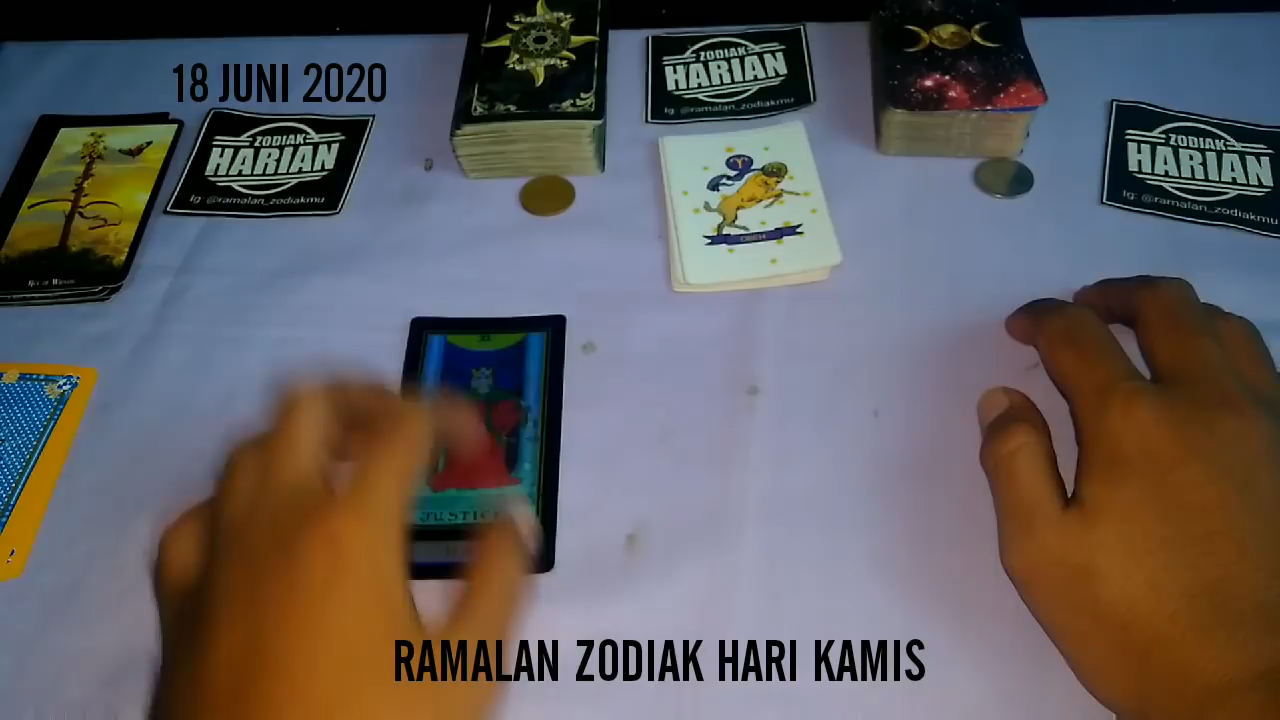 18 JUNI 2020
ZODIAK
HARIAN
Ig @ramalan_zodiakmu
ZODIAK
HARIAN
Ig @ramalan_zodiakmu
ZODIAK
HARIAN
Ig: @ramalan_zodiakmu
JUSTIC
RAMALAN ZODIAK HARI KAMIS